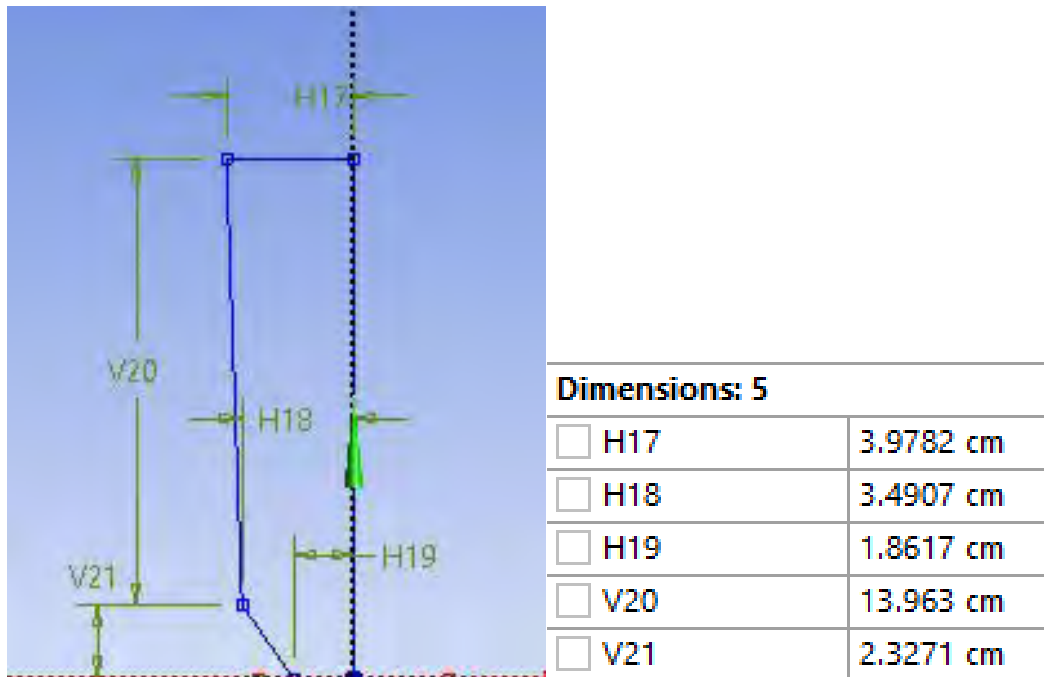 H17
V20
H18
H19
V21
Dimensions: 5
H17 3.9782 cm
H18 3.4907 cm
H19 1.8617 cm
V20 13.963 cm
V21 2.3271 cm